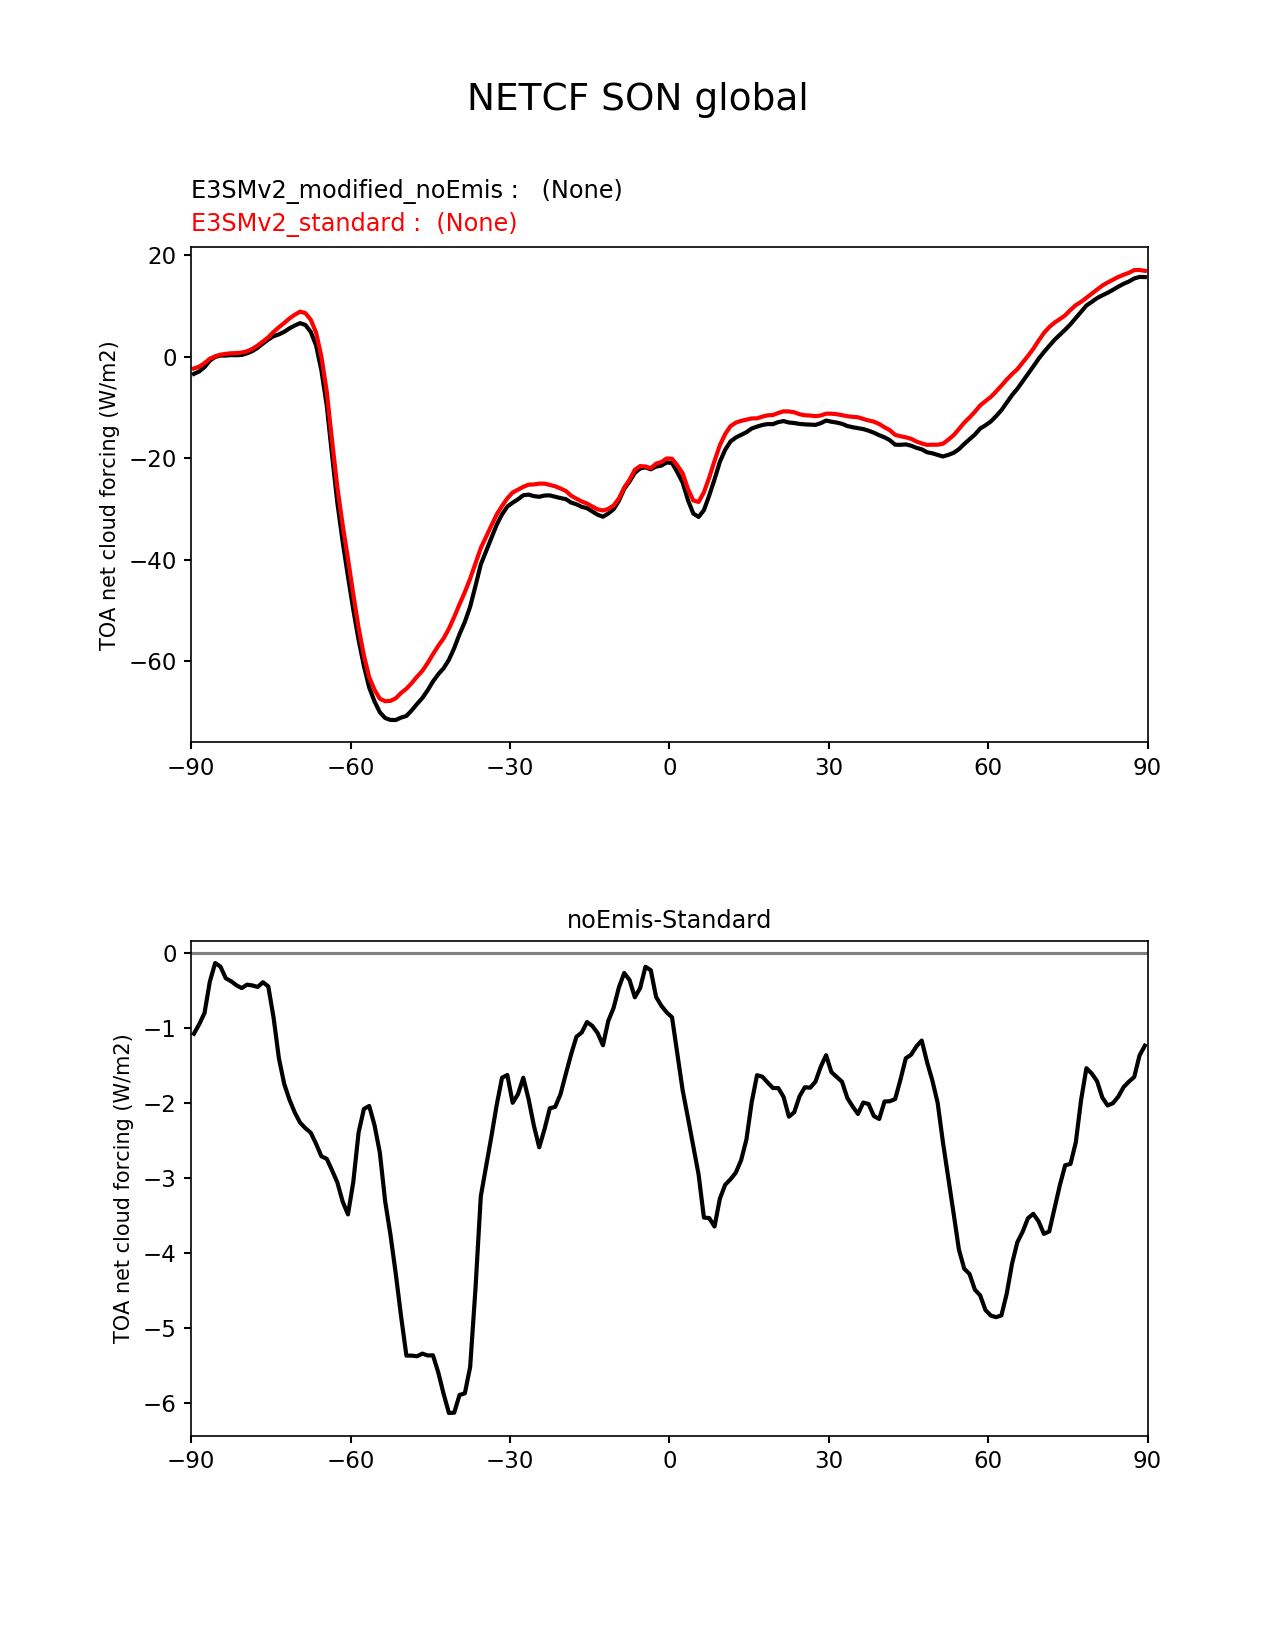 NETCF SON global
E3SMv2_modified_noEmis :   (None)
E3SMv2_standard :  (None)
20
0
−20
−40
−60
TOA net cloud forcing (W/m2)
−90 −60 −30 0 30 60 90
noEmis-Standard
0
−1
−2
−3
−4
−5
−6
TOA net cloud forcing (W/m2)
−90 −60 −30 0 30 60 90